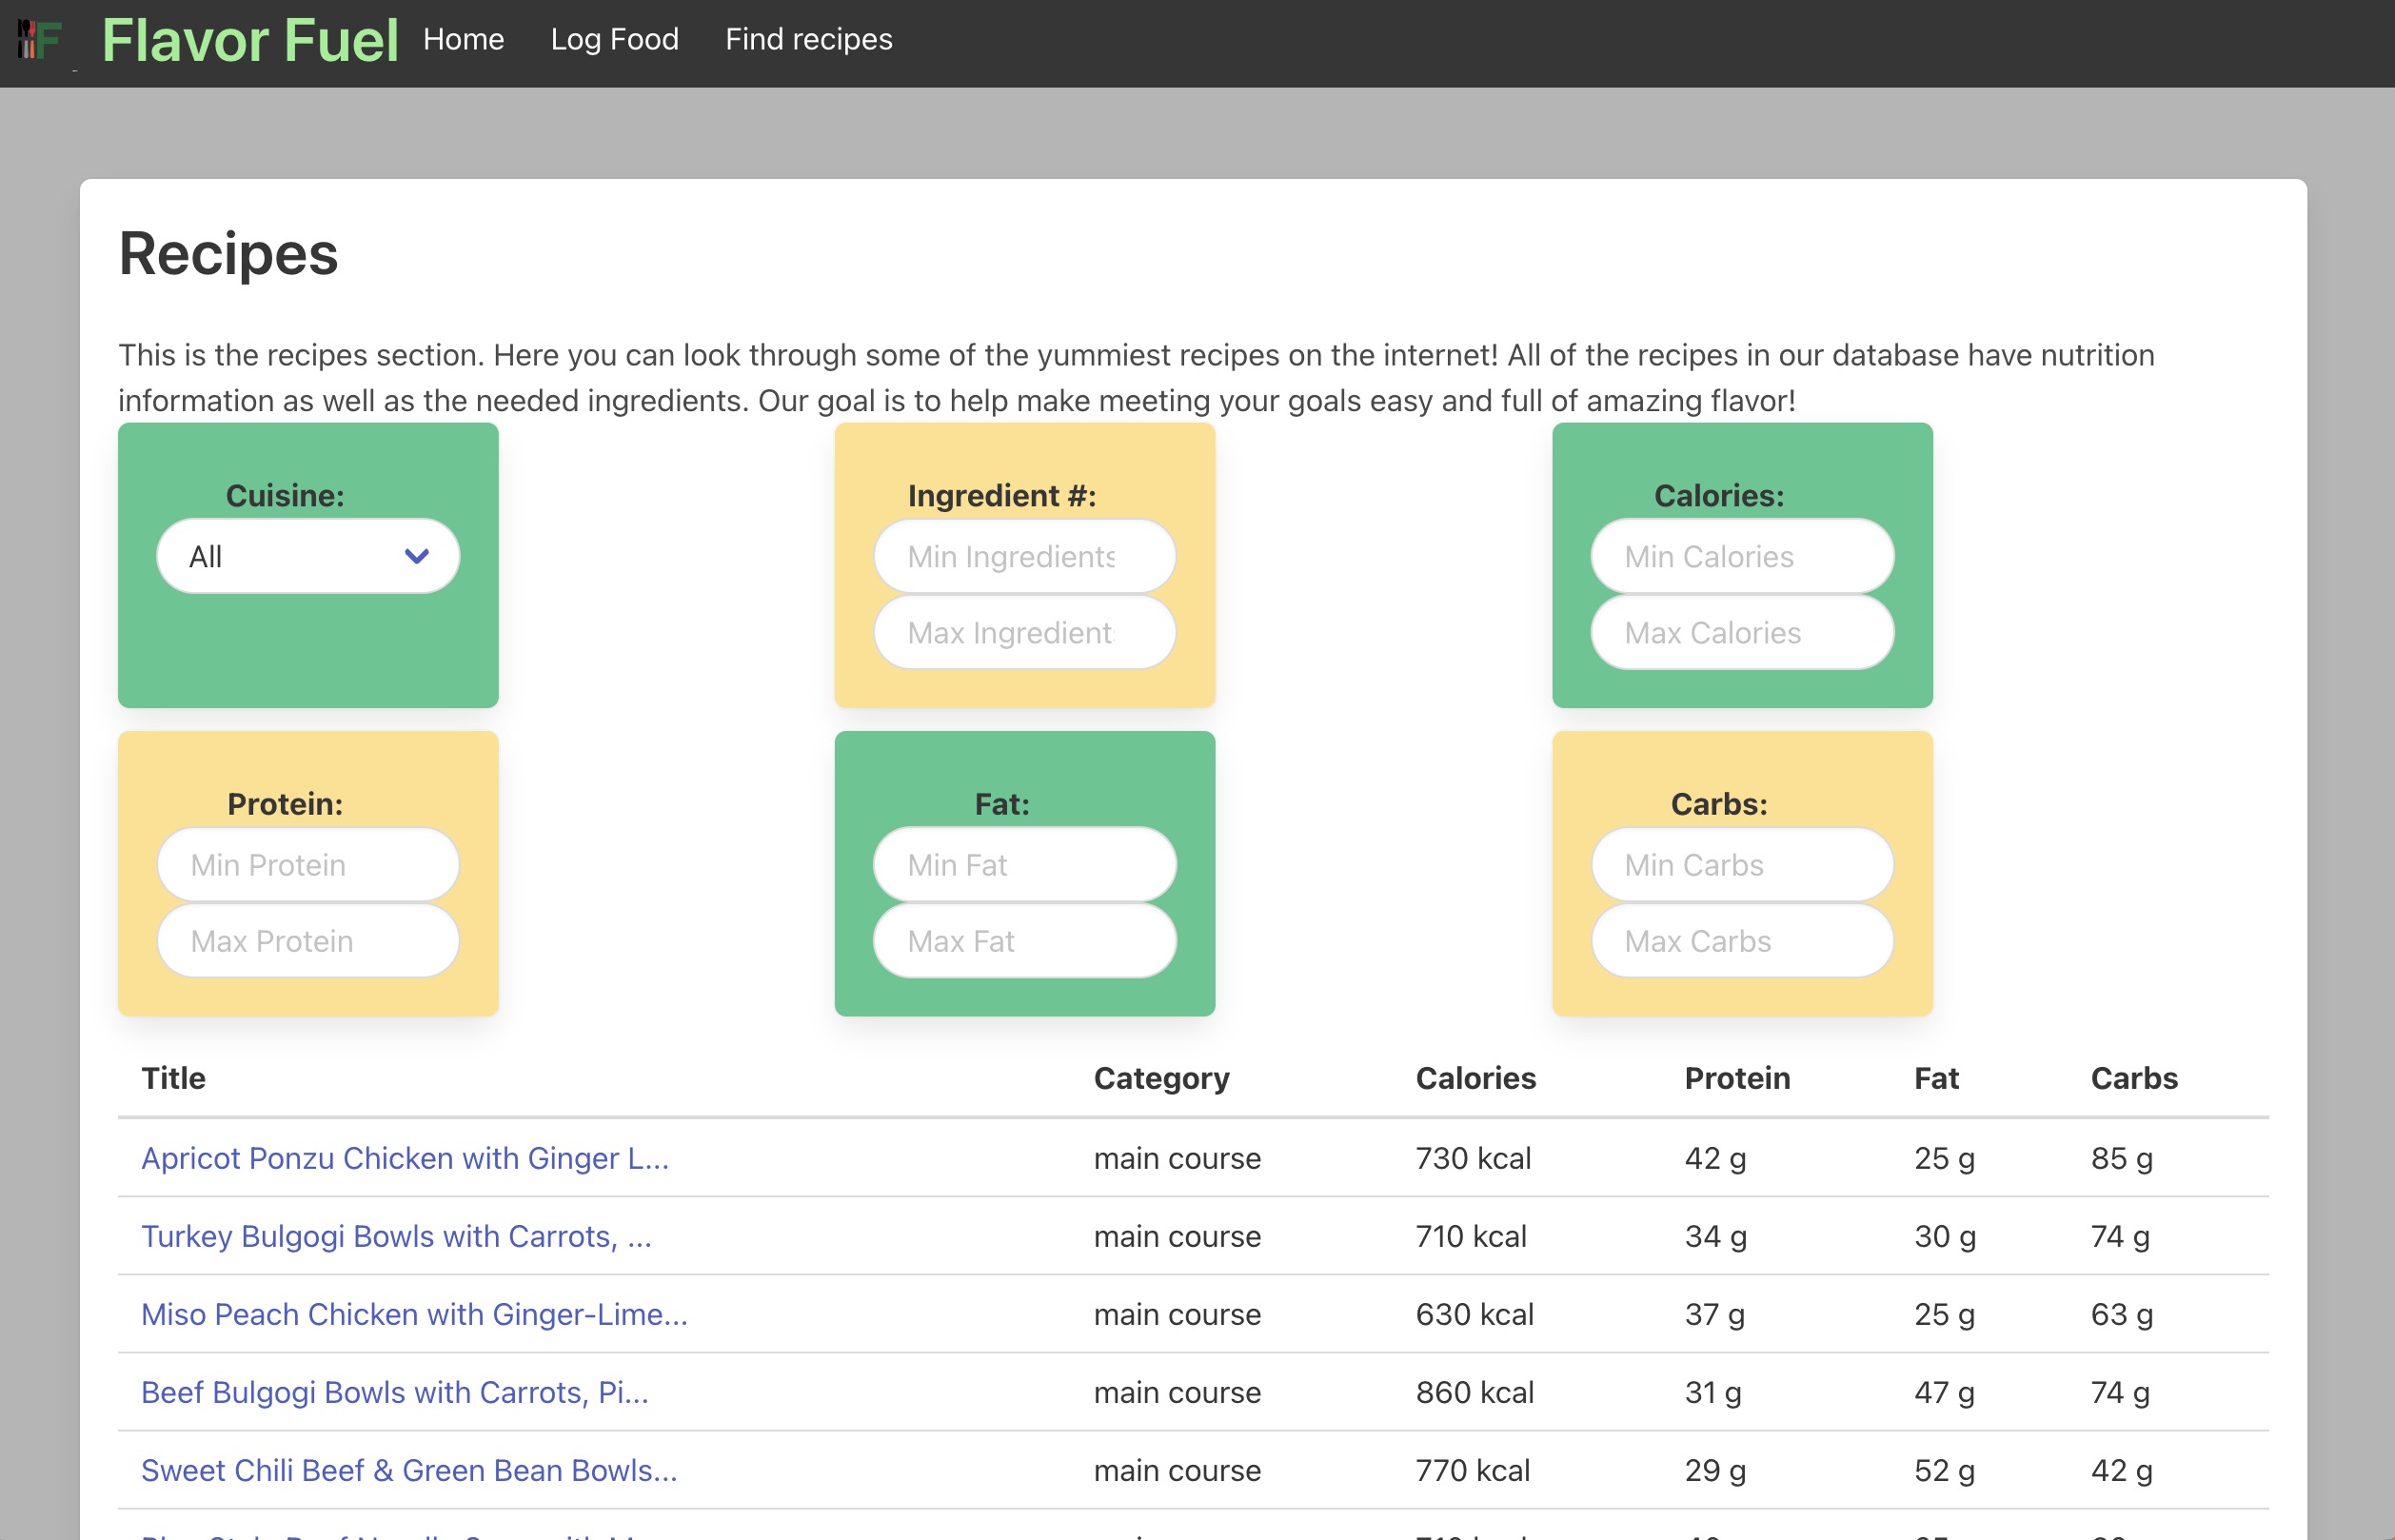 F Flavor Fuel Home Log Food Find recipes
Recipes
This is the recipes section. Here you can look through some of the yummiest recipes on the internet! All of the recipes in our database have nutrition
information as well as the needed ingredients. Our goal is to help make meeting your goals easy and full of amazing flavor!
Cuisine: Ingredient #: Calories:
All Min Ingredients Min Calories
Max Ingredient Max Calories
Protein: Fat: Carbs:
Min Protein Min Fat Min Carbs
Max Protein Max Fat Max Carbs
Title Category Calories Protein Fat Carbs
Apricot Ponzu Chicken with Ginger L... main course 730 kcal 42 g 25 g 85 g
Turkey Bulgogi Bowls with Carrots, ... main course 710 kcal 34 g 30 g 74 g
Miso Peach Chicken with Ginger-Lime... main course 630 kcal 37 g 25 g 63 g
Beef Bulgogi Bowls with Carrots, Pi... main course 860 kcal 31 g 47 g 74 g
Sweet Chili Beef & Green Bean Bowls... main course 770 kcal 29 g 52 g 42 g